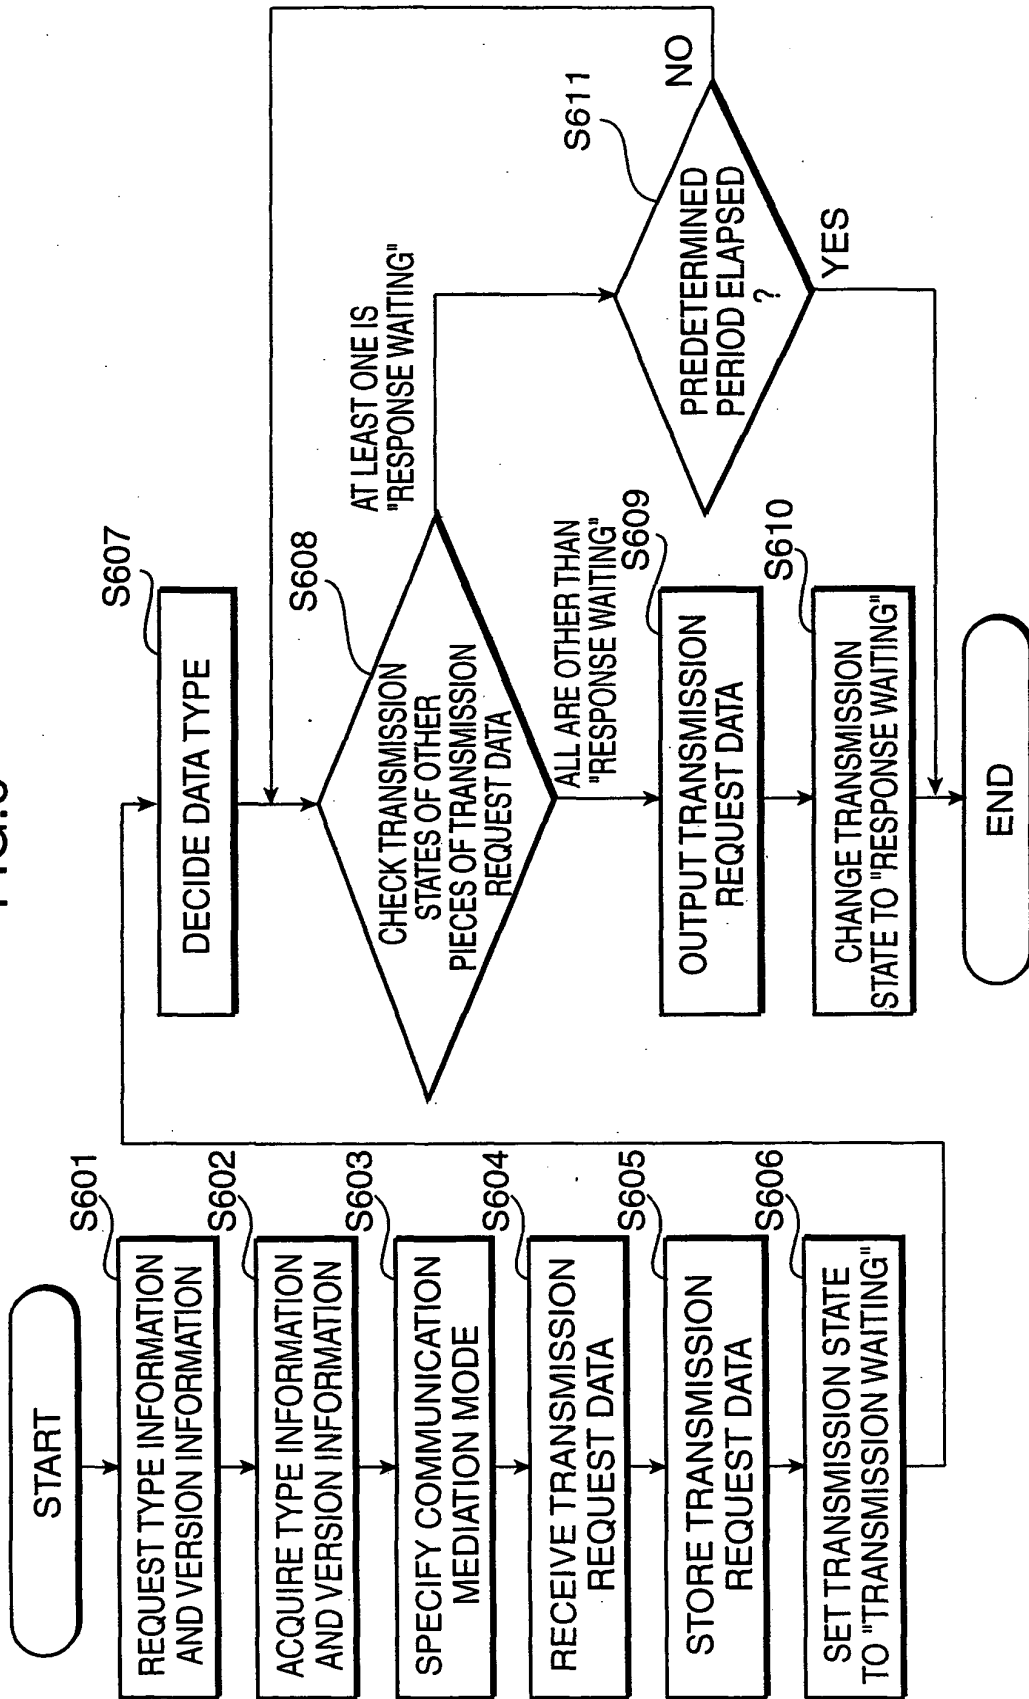 START
S601
REQUEST TYPE INFORMATION
AND VERSION INFORMATION
S602
ACQUIRE TYPE INFORMATION
AND VERSION INFORMATION
S603
SPECIFY COMMUNICATION
MEDIATION MODE
S604
RECEIVE TRANSMISSION
REQUEST DATA
S605
STORE TRANSMISSION
REQUEST DATA
S606
SET TRANSMISSION STATE
TO "TRANSMISSION WAITING"
S607
DECIDE DATA TYPE
S608
CHECK TRANSMISSION
STATES OF OTHER
PIECES OF TRANSMISSION
REQUEST DATA
AT LEAST ONE IS
"RESPONSE WAITING"
ALL ARE OTHER THAN
"RESPONSE WAITING"
S609
OUTPUT TRANSMISSION
REQUEST DATA
S610
CHANGE TRANSMISSION
STATE TO "RESPONSE WAITING"
S611
PREDETERMINED
PERIOD ELAPSED
?
NO
YES
END